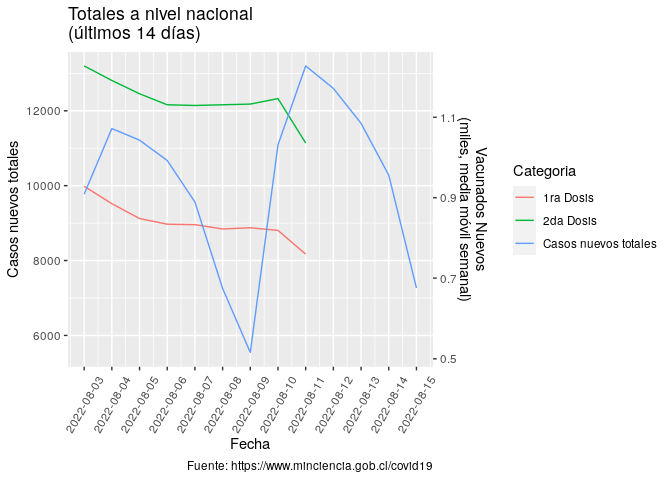 Totales a nivel nacional
(últimos 14 días)
Casos nuevos totales
12000
10000
8000
6000
1.1
0.9
0.7
0.5
Vacunados Nuevos
(miles, media móvil semanal)
2022-08-03
2022-08-04
2022-08-05
2022-08-06
2022-08-07
2022-08-08
2022-08-09
2022-08-10
2022-08-11
2022-08-12
2022-08-13
2022-08-14
2022-08-15
Fecha
Categoria
1ra Dosis
2da Dosis
Casos nuevos totales
Fuente: https://www.minciencia.gob.cl/covid19